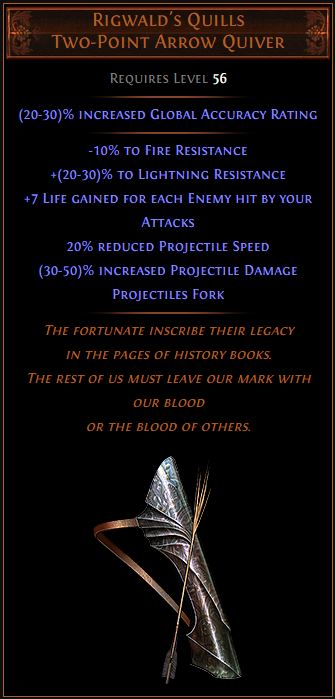 Rigwald's Quills
Two-Point Arrow Quiver
Requires Level 56
(20-30)% increased Global Accuracy Rating
-10% to Fire Resistance
+(20-30)% to Lightning Resistance
+7 Life gained for each Enemy hit by your
Attacks
20% reduced Projectile Speed
(30-50)% increased Projectile Damage
Projectiles Fork
The fortunate inscribe their legacy
in the pages of history books.
The rest of us must leave our mark with
our blood
or the blood of others.